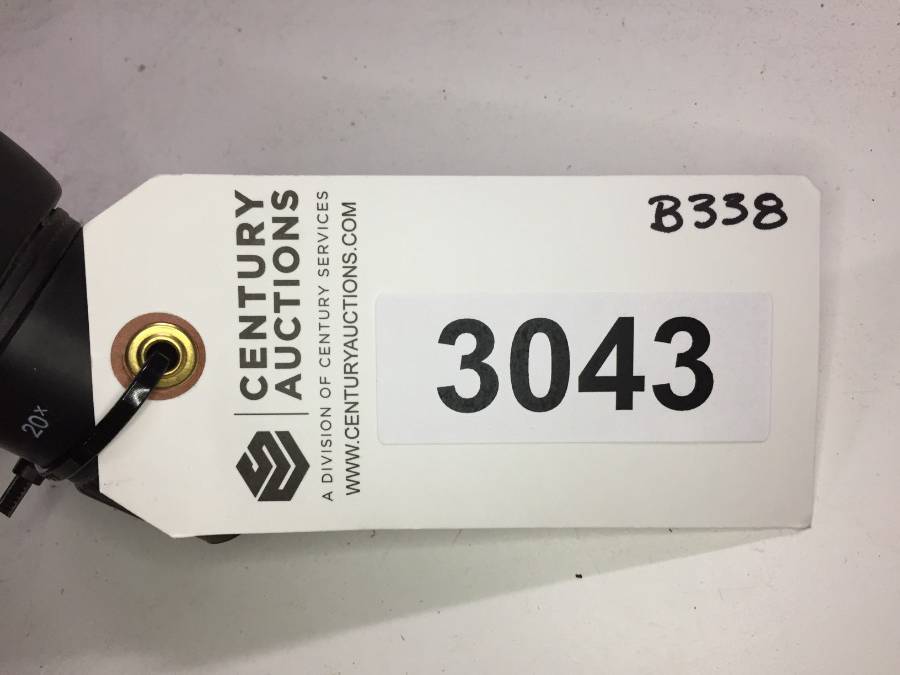 CENTURY
AUCTIONS
A DIVISION OF CENTURY SERVICES
WWW.CENTURYAUCTIONS.COM
B338
3043
20x